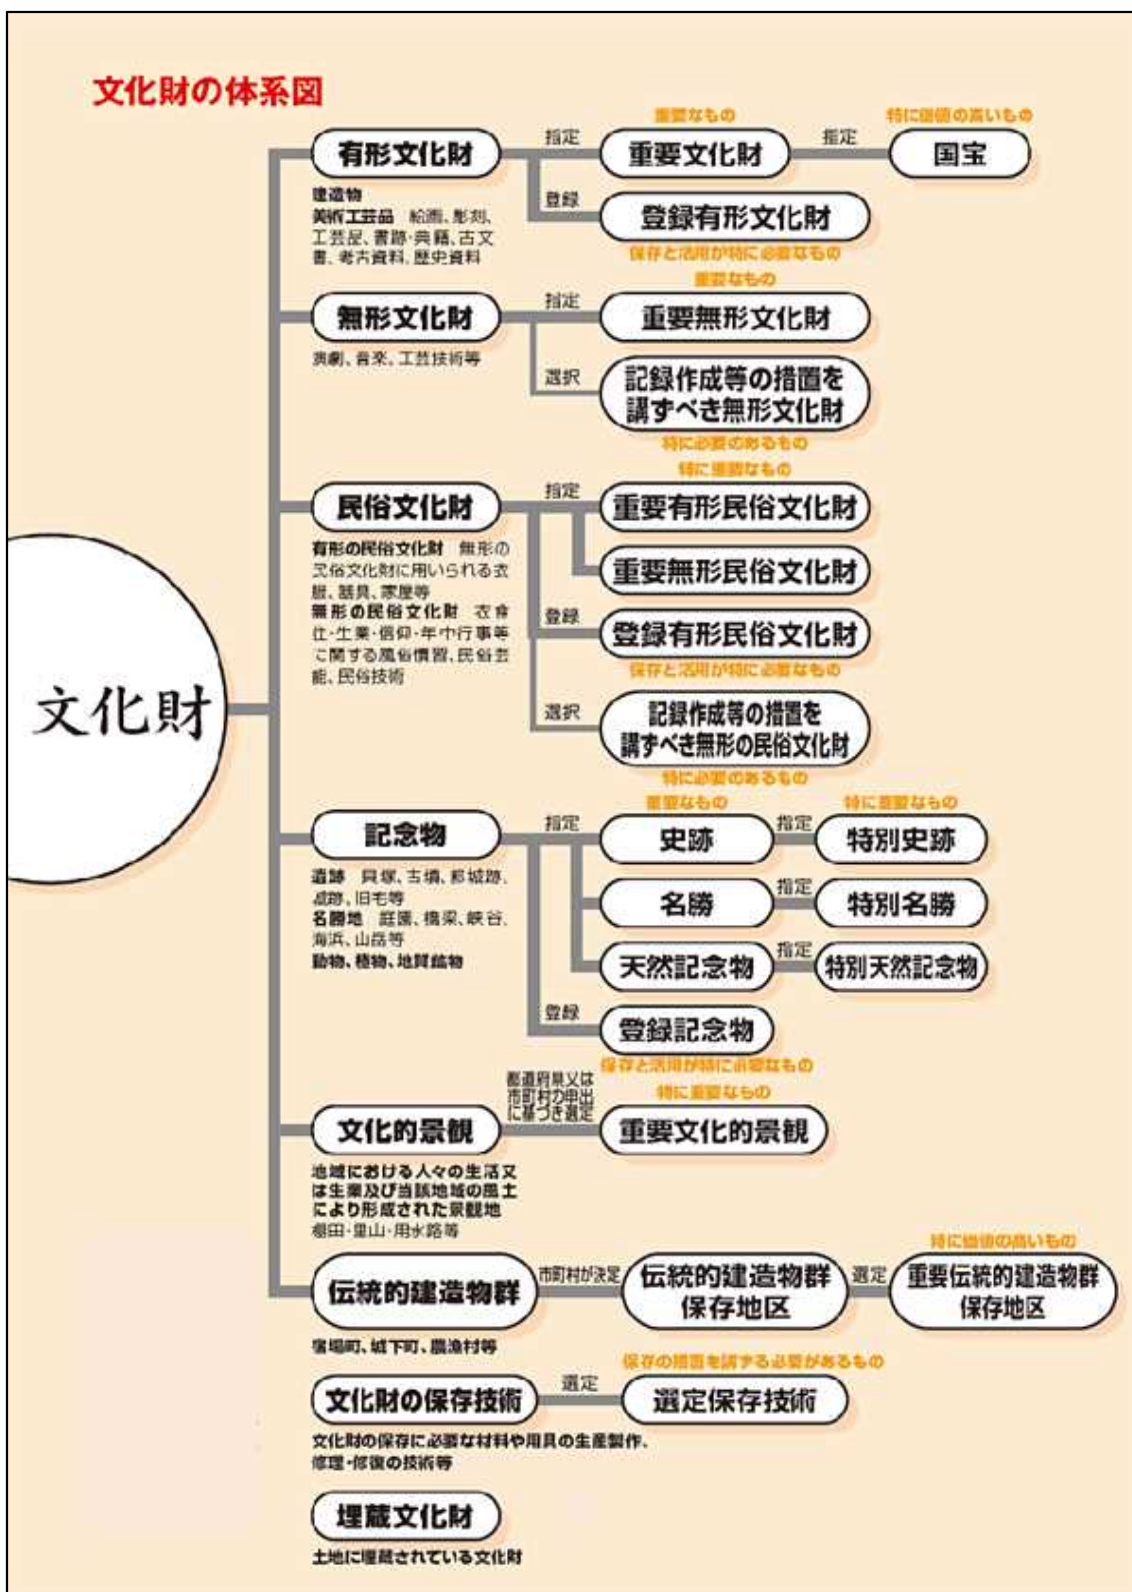 文化財の体系図
文化財
有形文化財
建造物
美術工芸品 絵画、彫刻、
工芸品、書跡・典籍、古文
書、考古資料、歴史資料
指定
重要なもの
重要文化財
指定
特に価値の高いもの
国宝
登録
登録有形文化財
保存と活用が特に必要なもの
無形文化財
演劇、音楽、工芸技術等
指定
重要なもの
重要無形文化財
選択
記録作成等の措置を
講ずべき無形文化財
特に必要のあるもの
民俗文化財
有形の民俗文化財 無形の
民俗文化財に用いられる衣
服、器具、家屋等
無形の民俗文化財 衣食
住・生業・信仰・年中行事等
に関する風俗慣習、民俗芸
能、民俗技術
指定
特に重要なもの
重要有形民俗文化財
重要無形民俗文化財
登録
登録有形民俗文化財
保存と活用が特に必要なもの
選択
記録作成等の措置を
講ずべき無形の民俗文化財
特に必要のあるもの
記念物
遺跡 貝塚、古墳、都城跡、
城跡、旧宅等
名勝地 庭園、橋梁、峡谷、
海浜、山岳等
動物、植物、地質鉱物
指定
重要なもの
史跡
指定
特に重要なもの
特別史跡
名勝
指定
特別名勝
天然記念物
指定
特別天然記念物
登録
登録記念物
保存と活用が特に必要なもの
文化的景観
地域における人々の生活又
は生業及び当該地域の風土
により形成された景観地
棚田・里山・用水路等
都道府県又は
市町村の申出
に基づき選定
特に重要なもの
重要文化的景観
伝統的建造物群
宿場町、城下町、農漁村等
市町村が決定
伝統的建造物群
保存地区
選定
特に価値の高いもの
重要伝統的建造物群
保存地区
文化財の保存技術
文化財の保存に必要な材料や用具の生産製作、
修理・修復の技術等
選定
保存の措置を講ずる必要があるもの
選定保存技術
埋蔵文化財
土地に埋蔵されている文化財